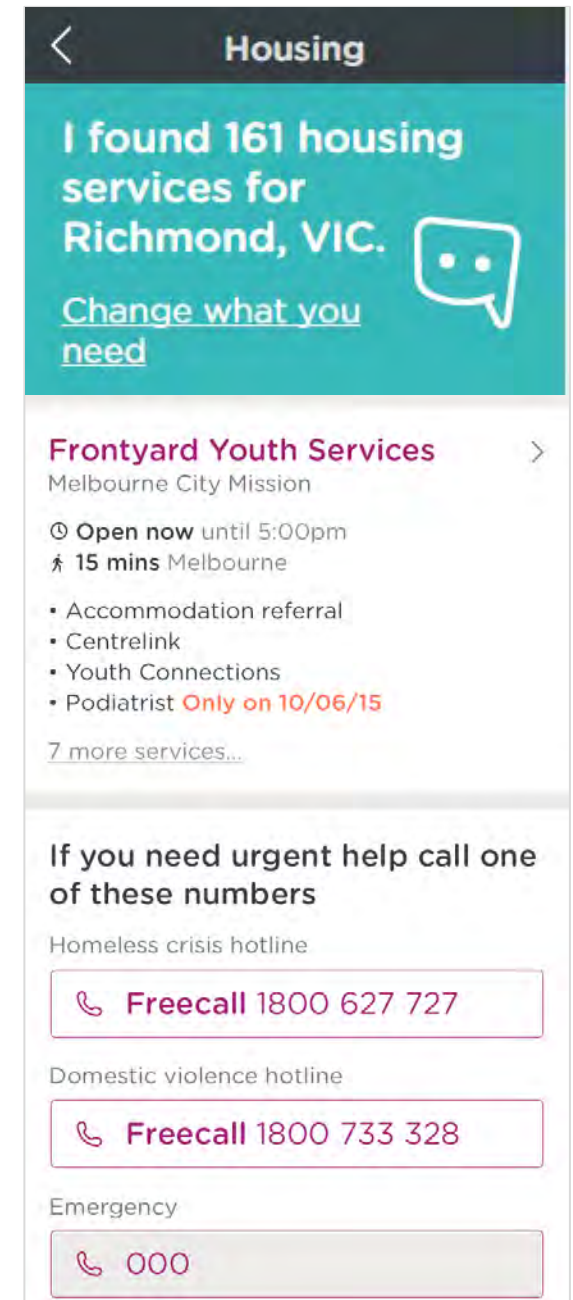 Housing
I found 161 housing
services for
Richmond, VIC.
Change what you
need
Frontyard Youth Services
Melbourne City Mission
Open now until 5:00pm
15 mins Melbourne
• Accommodation referral
• Centrelink
• Youth Connections
• Podiatrist Only on 10/06/15
7 more services...
If you need urgent help call one
of these numbers
Homeless crisis hotline
Freecall 1800 627 727
Domestic violence hotline
Freecall 1800 733 328
Emergency
000